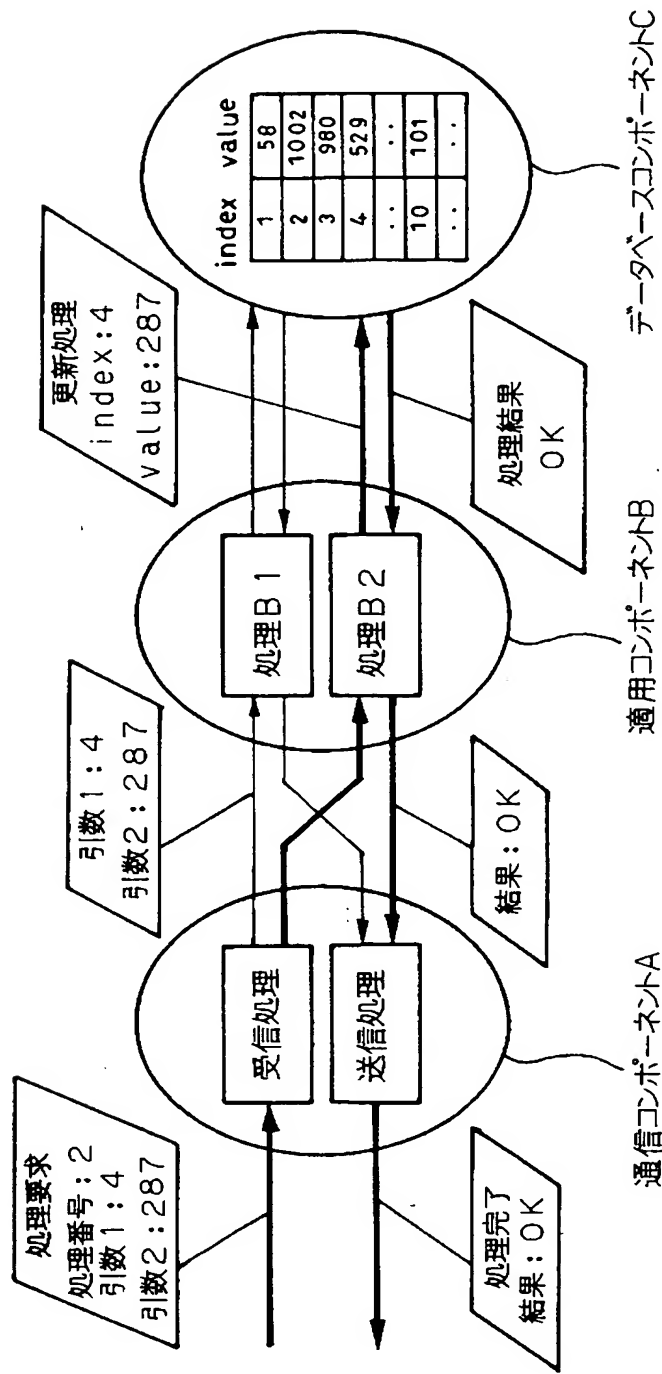 処理要求
処理番号:2
引数1:4
引数2:287
引数1:4
引数2:287
更新処理
index:4
value:287
受信処理
送信処理
処理B1
処理B2
index value
1 58
2 1002
3 980
4 529
.. ..
10 101
.. ..
処理完了
結果:OK
結果:OK
処理結果
OK
通信コンポーネントA
適用コンポーネントB
データベースコンポーネントC